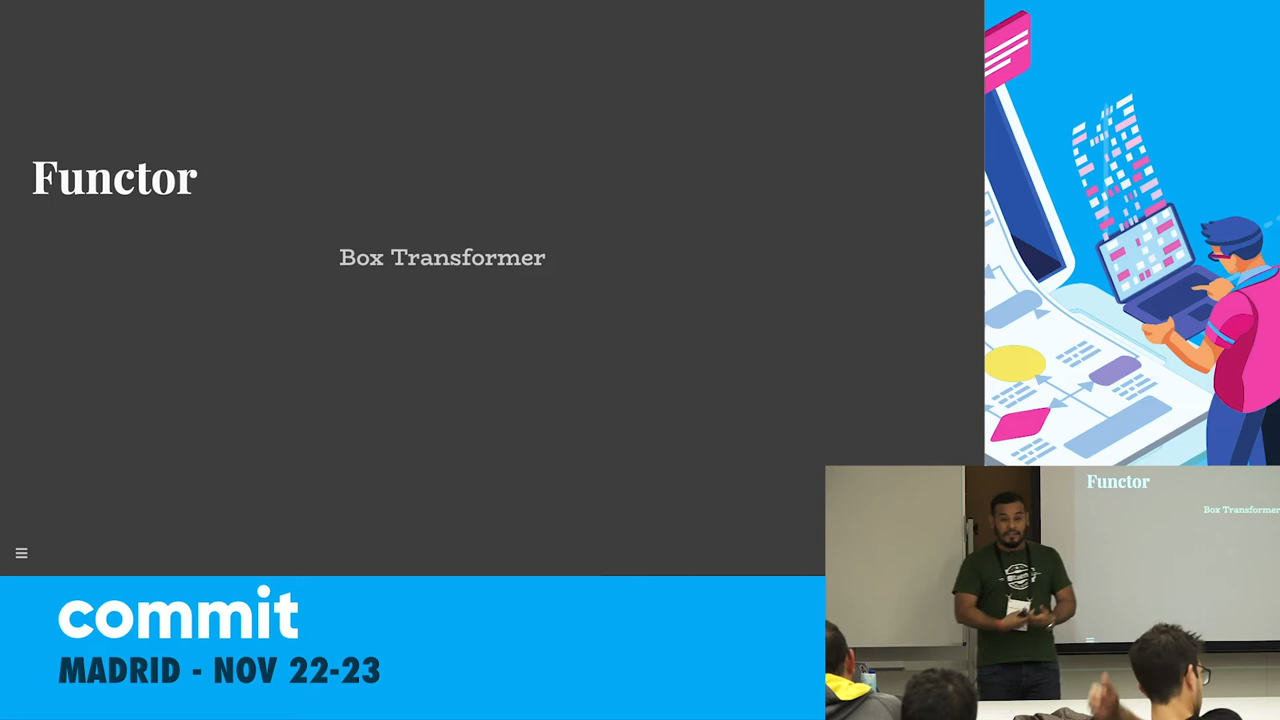 Functor
Box Transformer
commit
MADRID - NOV 22-23
Functor
Box Transformer